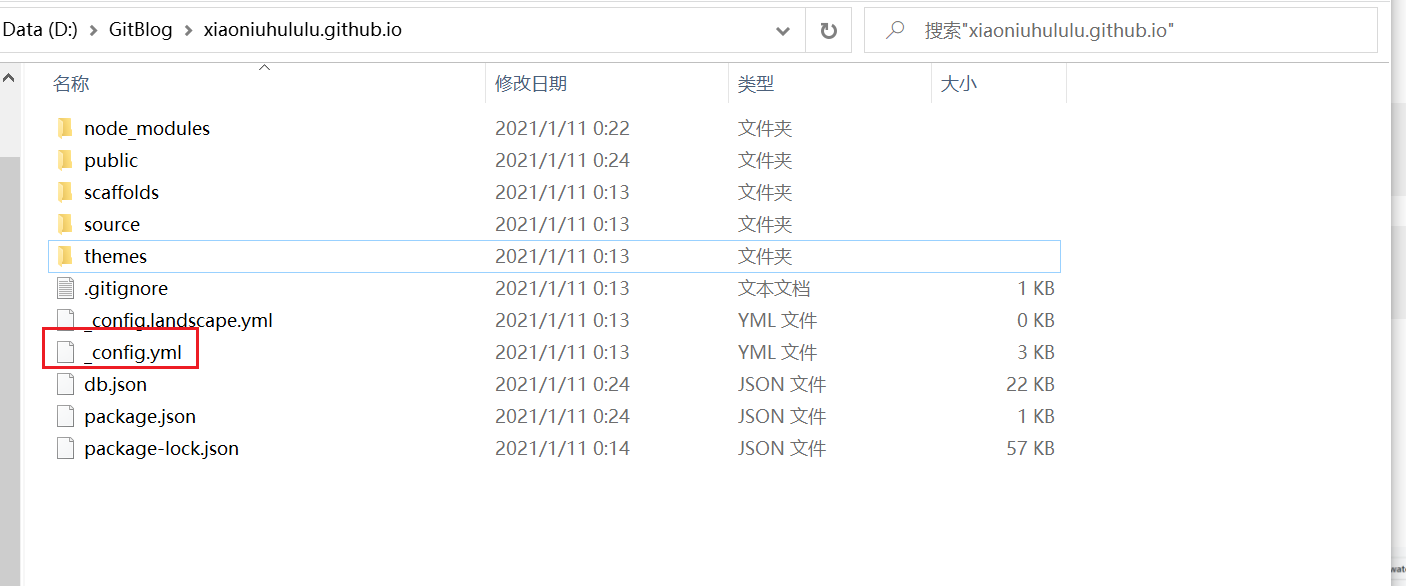 Data (D:) > GitBlog > xiaoniuhululu.github.io 搜索"xiaoniuhululu.github.io"
名称 修改日期 类型 大小
node_modules 2021/1/11 0:22 文件夹
public 2021/1/11 0:24 文件夹
scaffolds 2021/1/11 0:13 文件夹
source 2021/1/11 0:13 文件夹
themes 2021/1/11 0:13 文件夹
.gitignore 2021/1/11 0:13 文本文档 1 KB
_config.landscape.yml 2021/1/11 0:13 YML 文件 0 KB
_config.yml 2021/1/11 0:13 YML 文件 3 KB
db.json 2021/1/11 0:24 JSON 文件 22 KB
package.json 2021/1/11 0:24 JSON 文件 1 KB
package-lock.json 2021/1/11 0:14 JSON 文件 57 KB